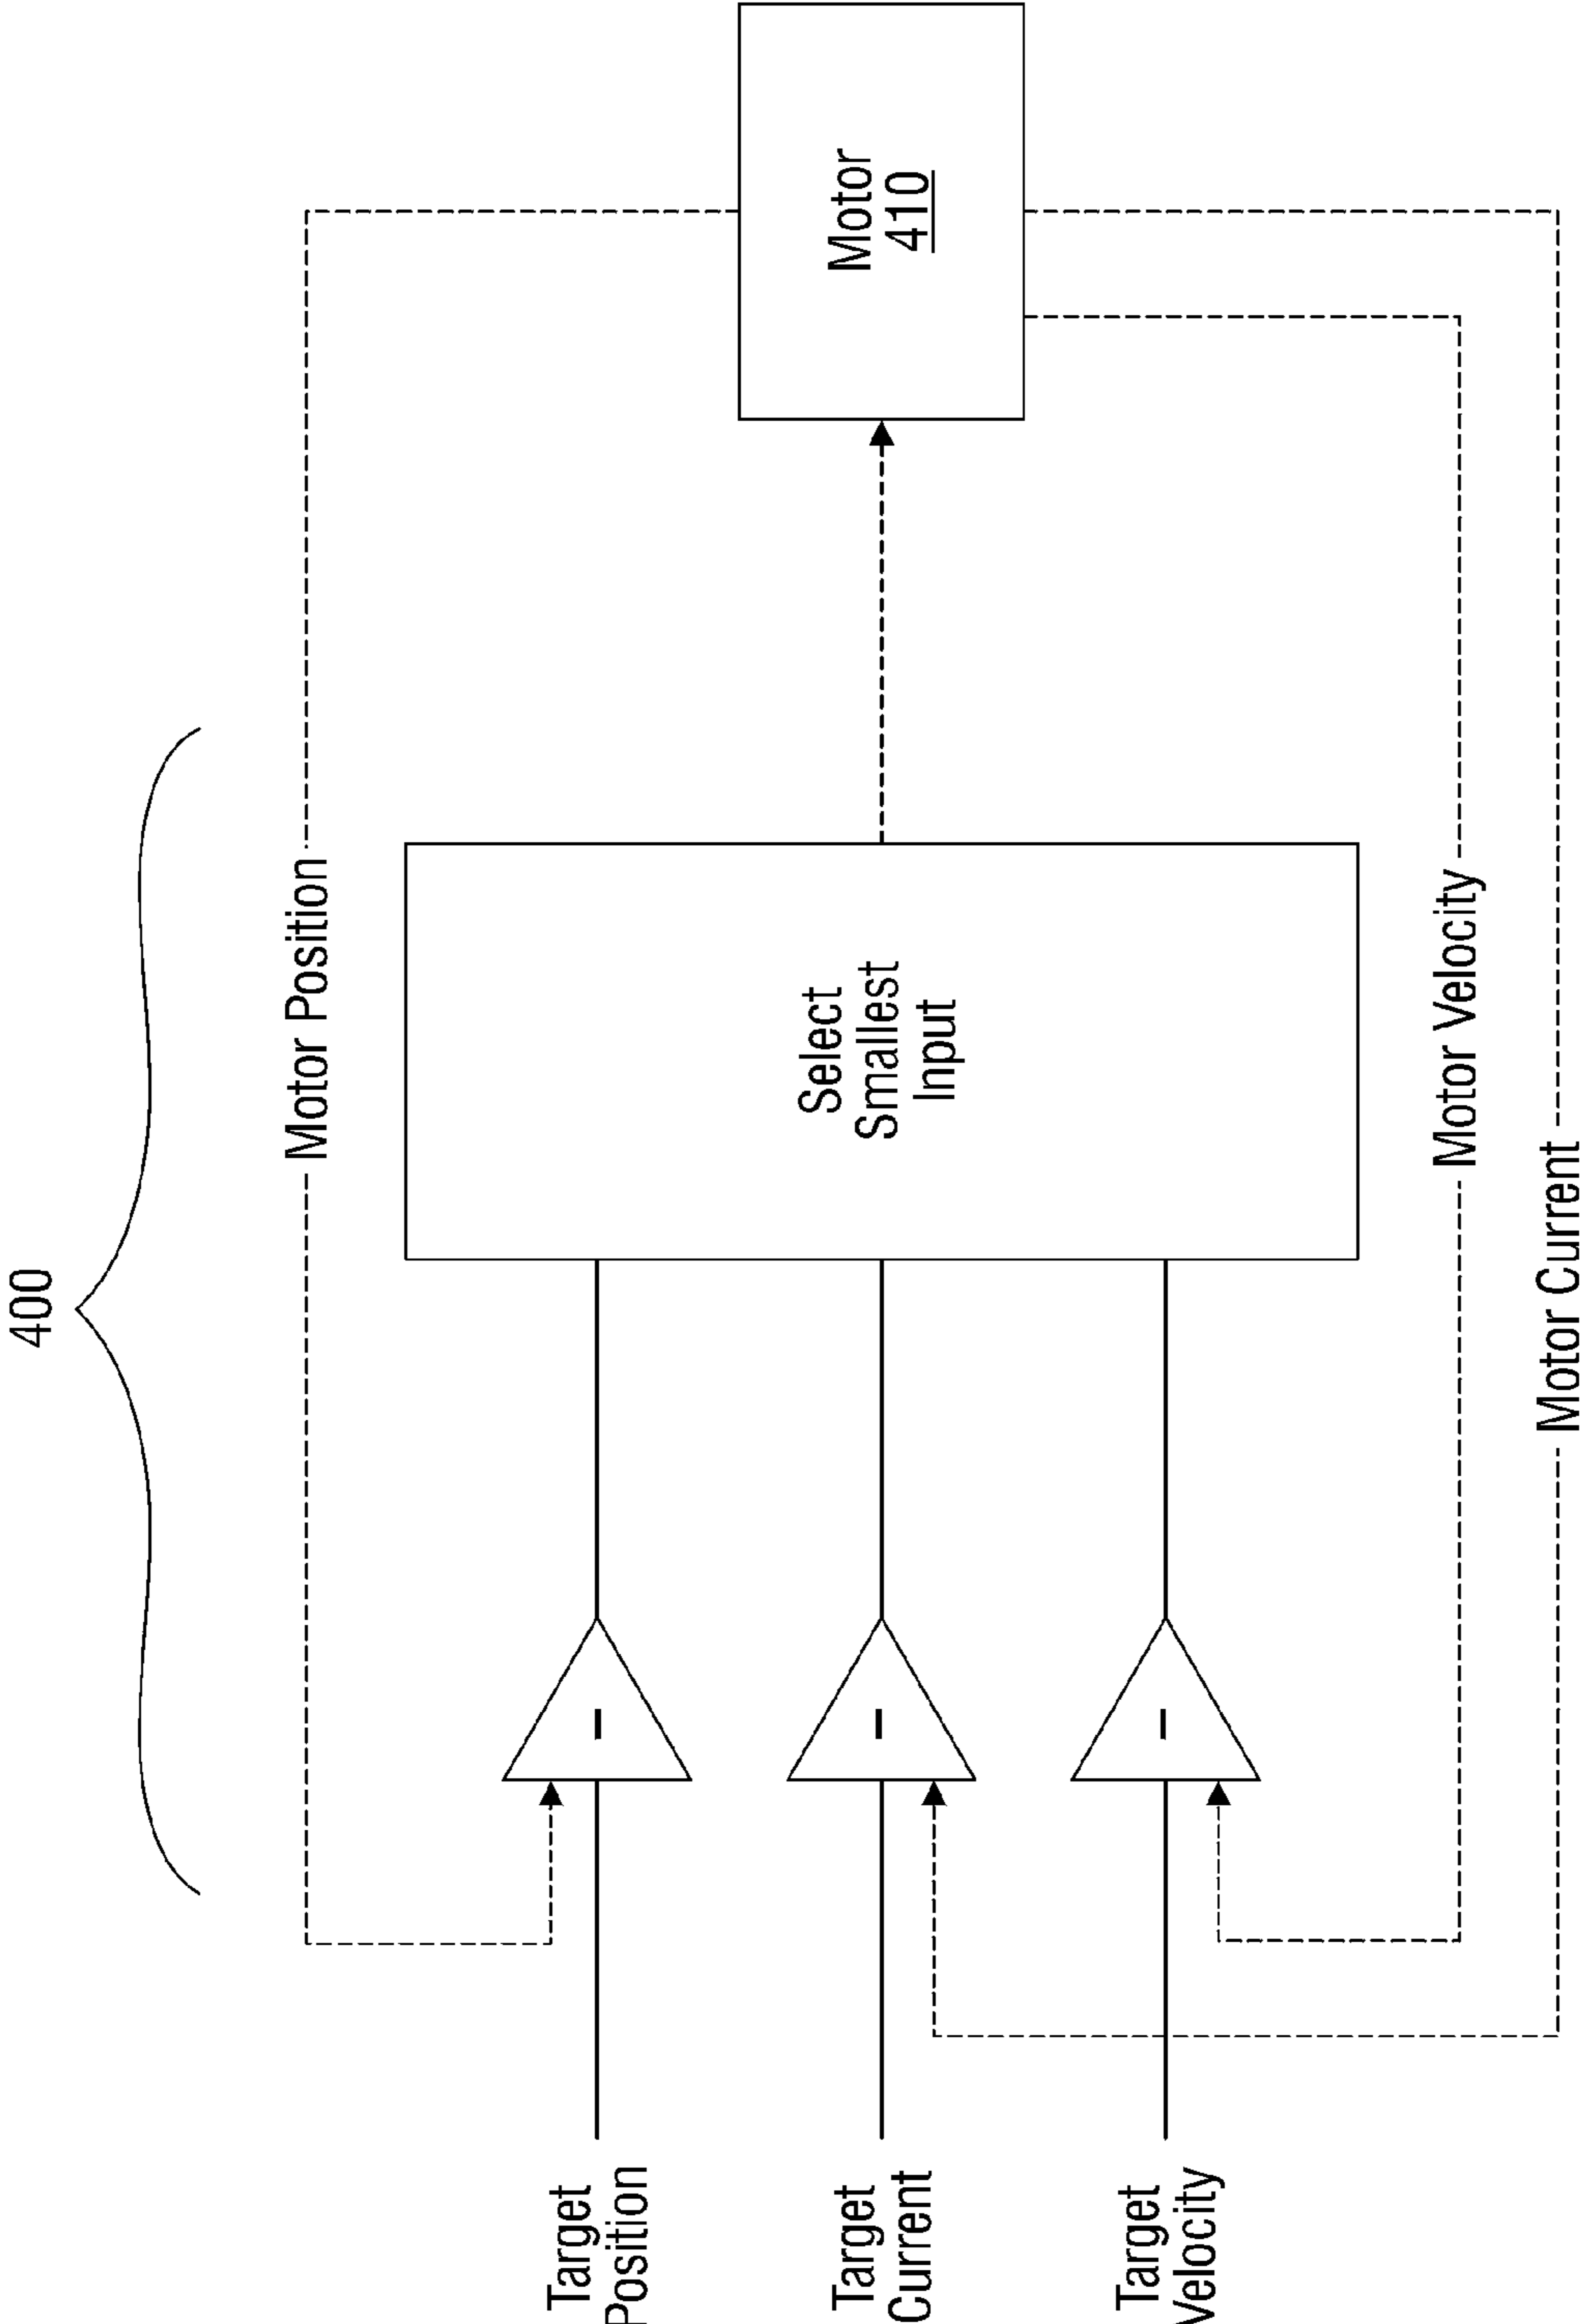 400
Motor Position
Target
Position
Target
Current
Target
Velocity
Select
Smallest
Input
Motor
410
Motor Velocity
Motor Current